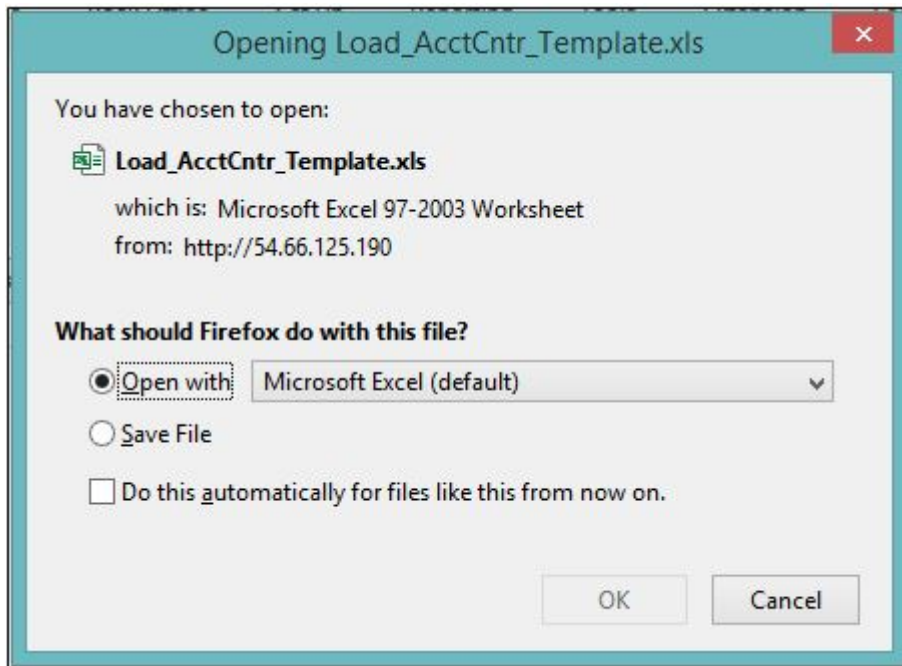 Opening Load_AcctCntr_Template.xls
You have chosen to open:
Load_AcctCntr_Template.xls
which is: Microsoft Excel 97-2003 Worksheet
from: http://54.66.125.190
What should Firefox do with this file?
Open with Microsoft Excel (default)
Save File
Do this automatically for files like this from now on.
OK Cancel